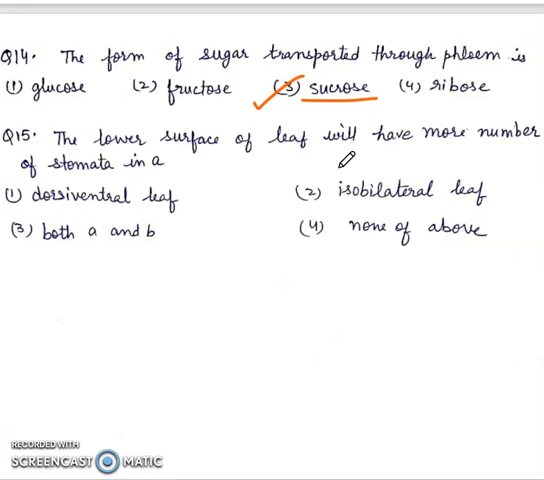 Q14. The form of sugar transported through phloem is
(1) glucose (2) fructose (3) sucrose (4) ribose
Q15. The lower surface of leaf will have more number
of stomata in a
(1) dorsiventral leaf (2) isobilateral leaf
(3) both a and b (4) none of above
RECORDED WITH
SCREENCAST MATIC